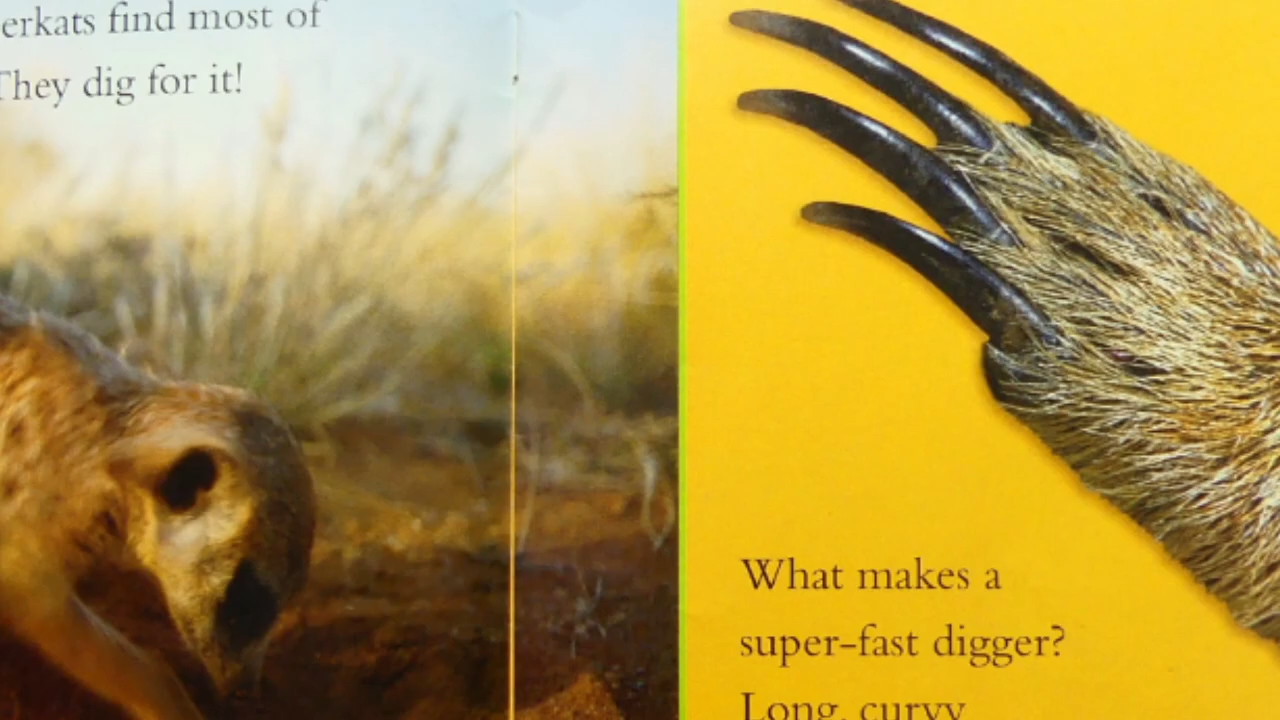 erkats find most of
They dig for it!
What makes a
super-fast digger?
Long, curvy